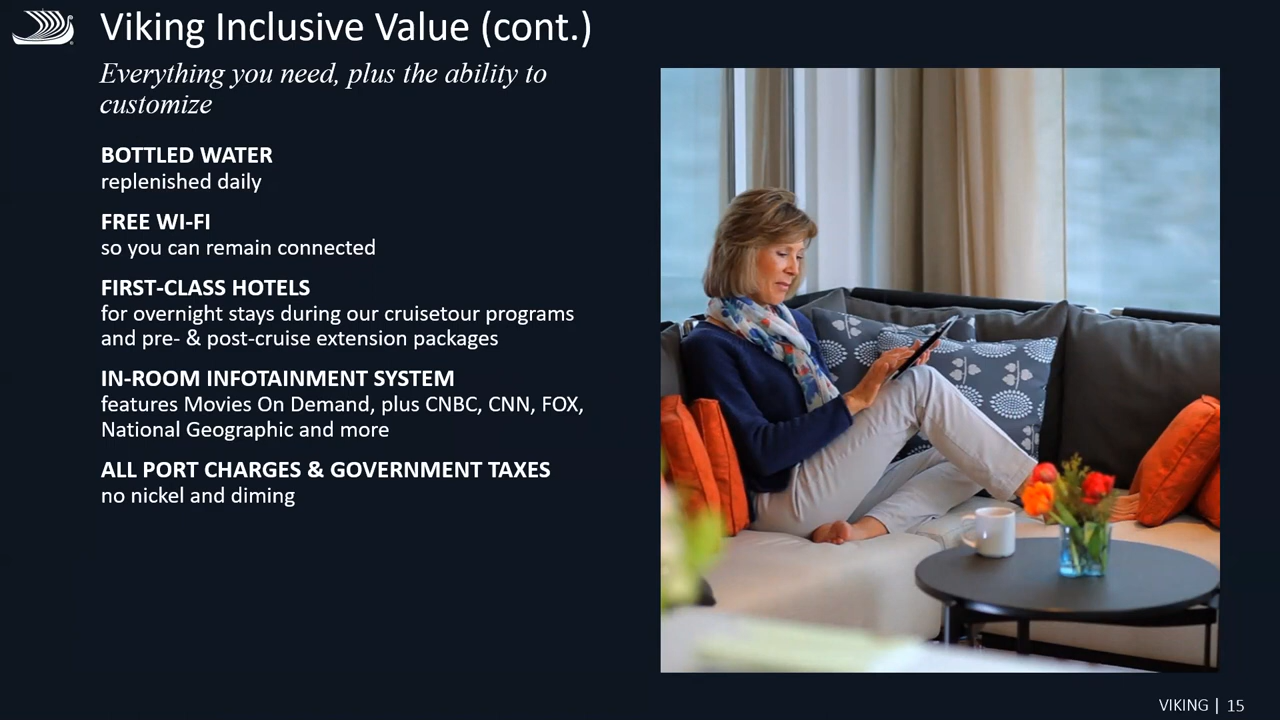 Viking Inclusive Value (cont.)
Everything you need, plus the ability to
customize
BOTTLED WATER
replenished daily
FREE WI-FI
so you can remain connected
FIRST-CLASS HOTELS
for overnight stays during our cruisetour programs
and pre- & post-cruise extension packages
IN-ROOM INFOTAINMENT SYSTEM
features Movies On Demand, plus CNBC, CNN, FOX,
National Geographic and more
ALL PORT CHARGES & GOVERNMENT TAXES
no nickel and diming
VIKING | 15